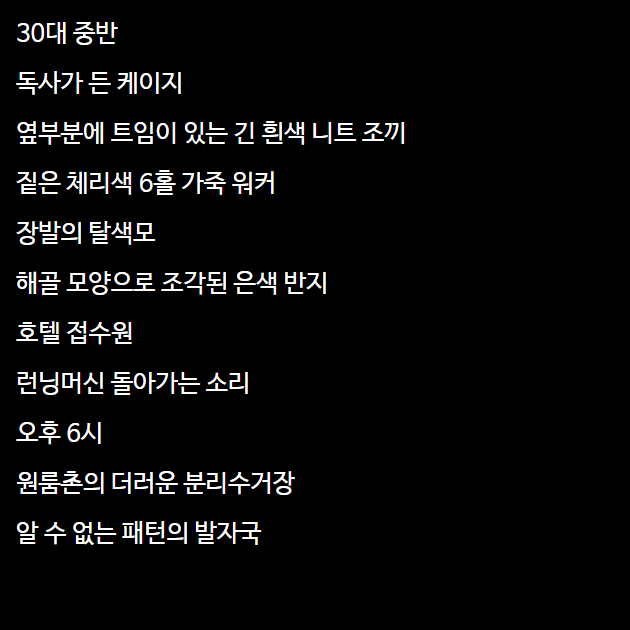 30대 중반
독사가 든 케이지
옆부분에 트임이 있는 긴 흰색 니트 조끼
짙은 체리색 6홀 가죽 워커
장발의 탈색모
해골 모양으로 조각된 은색 반지
호텔 접수원
런닝머신 돌아가는 소리
오후 6시
원룸촌의 더러운 분리수거장
알 수 없는 패턴의 발자국